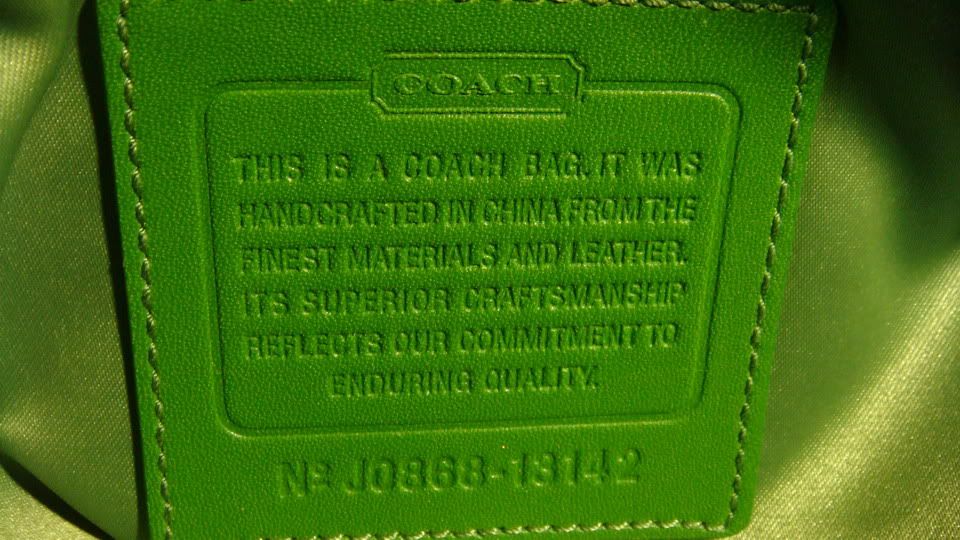 COACH
THIS IS A COACH BAG. IT WAS
HANDCRAFTED IN CHINA FROM THE
FINEST MATERIALS AND LEATHER.
ITS SUPERIOR CRAFTSMANSHIP
REFLECTS OUR COMMITMENT TO
ENDURING QUALITY.
Nº J0868-13142